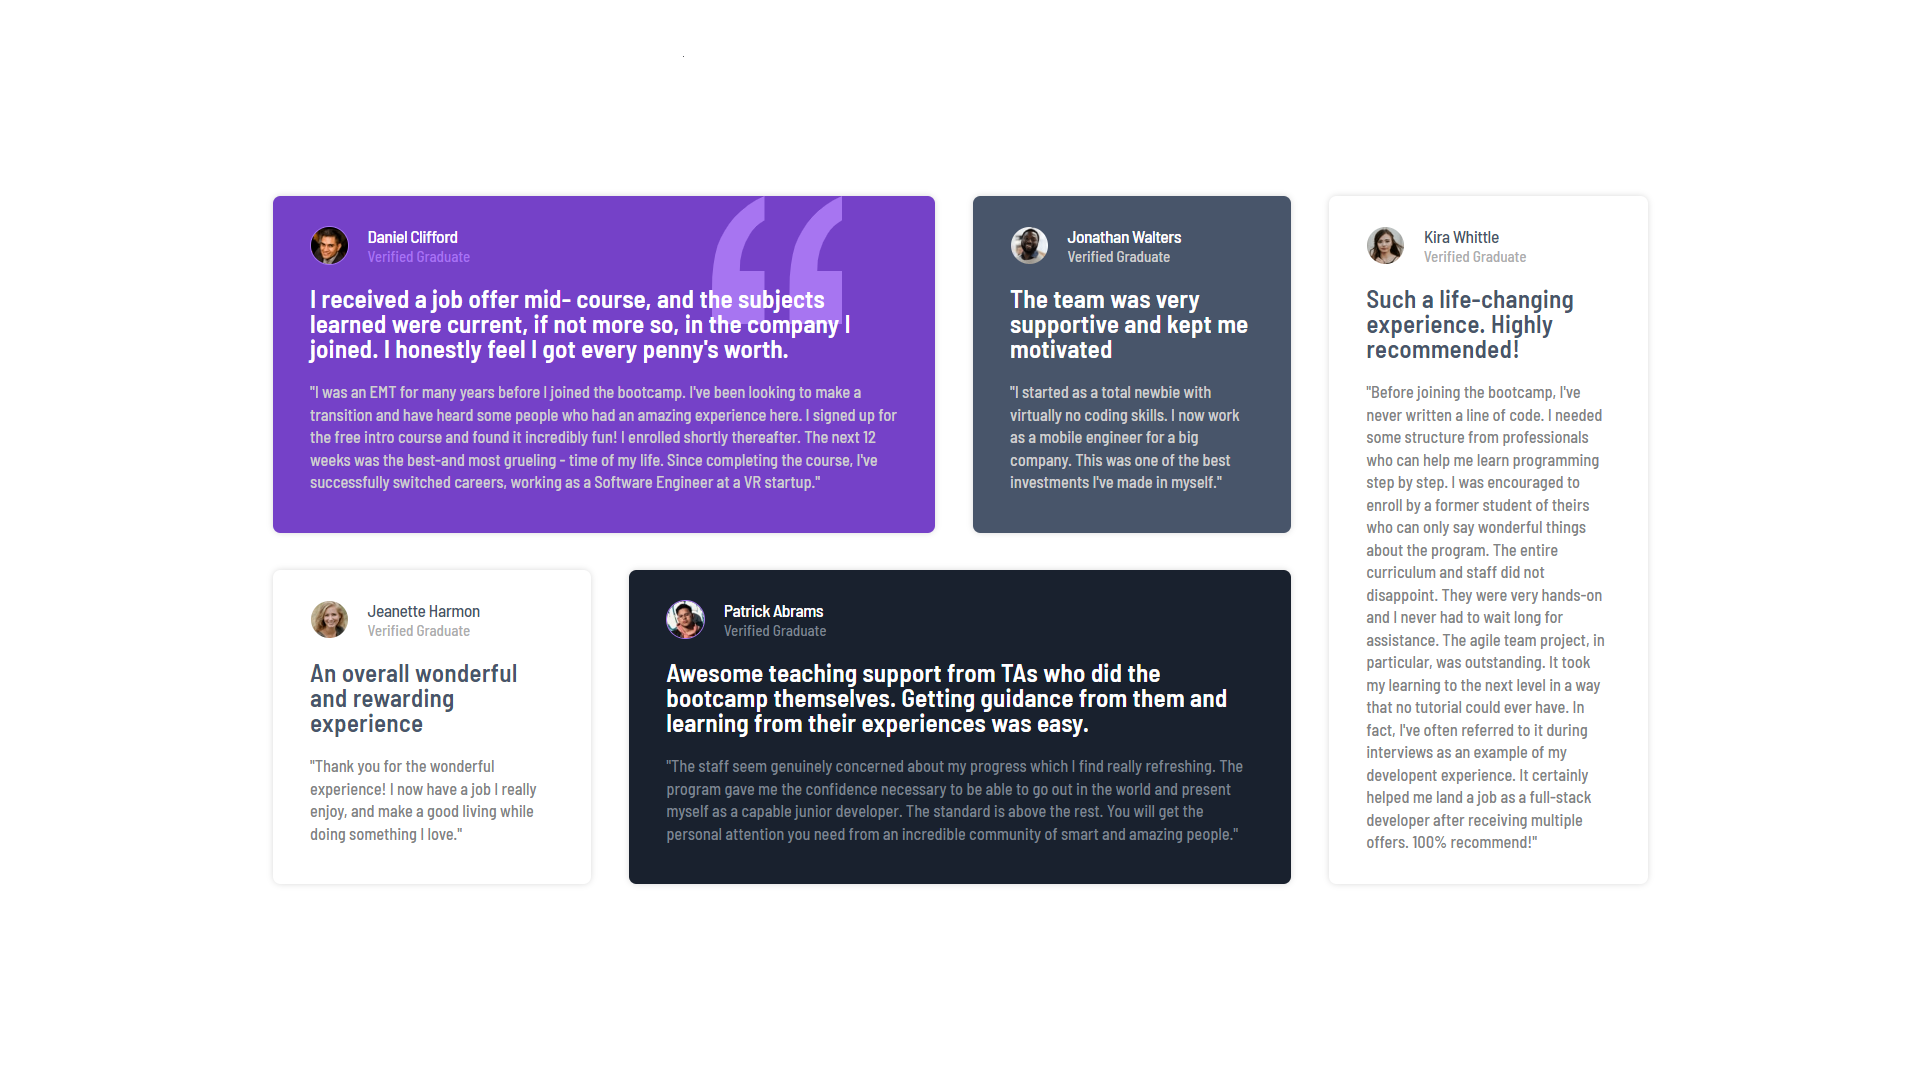 Daniel Clifford
Verified Graduate
I received a job offer mid- course, and the subjects
learned were current, if not more so, in the company I
joined. I honestly feel I got every penny's worth.
"I was an EMT for many years before I joined the bootcamp. I've been looking to make a
transition and have heard some people who had an amazing experience here. I signed up for
the free intro course and found it incredibly fun! I enrolled shortly thereafter. The next 12
weeks was the best-and most grueling - time of my life. Since completing the course, I've
successfully switched careers, working as a Software Engineer at a VR startup."
Jonathan Walters
Verified Graduate
The team was very
supportive and kept me
motivated
"I started as a total newbie with
virtually no coding skills. I now work
as a mobile engineer for a big
company. This was one of the best
investments I've made in myself."
Kira Whittle
Verified Graduate
Such a life-changing
experience. Highly
recommended!
"Before joining the bootcamp, I've
never written a line of code. I needed
some structure from professionals
who can help me learn programming
step by step. I was encouraged to
enroll by a former student of theirs
who can only say wonderful things
about the program. The entire
curriculum and staff did not
disappoint. They were very hands-on
and I never had to wait long for
assistance. The agile team project, in
particular, was outstanding. It took
my learning to the next level in a way
that no tutorial could ever have. In
fact, I've often referred to it during
interviews as an example of my
developent experience. It certainly
helped me land a job as a full-stack
developer after receiving multiple
offers. 100% recommend!"
Jeanette Harmon
Verified Graduate
An overall wonderful
and rewarding
experience
"Thank you for the wonderful
experience! I now have a job I really
enjoy, and make a good living while
doing something I love."
Patrick Abrams
Verified Graduate
Awesome teaching support from TAs who did the
bootcamp themselves. Getting guidance from them and
learning from their experiences was easy.
"The staff seem genuinely concerned about my progress which I find really refreshing. The
program gave me the confidence necessary to be able to go out in the world and present
myself as a capable junior developer. The standard is above the rest. You will get the
personal attention you need from an incredible community of smart and amazing people."